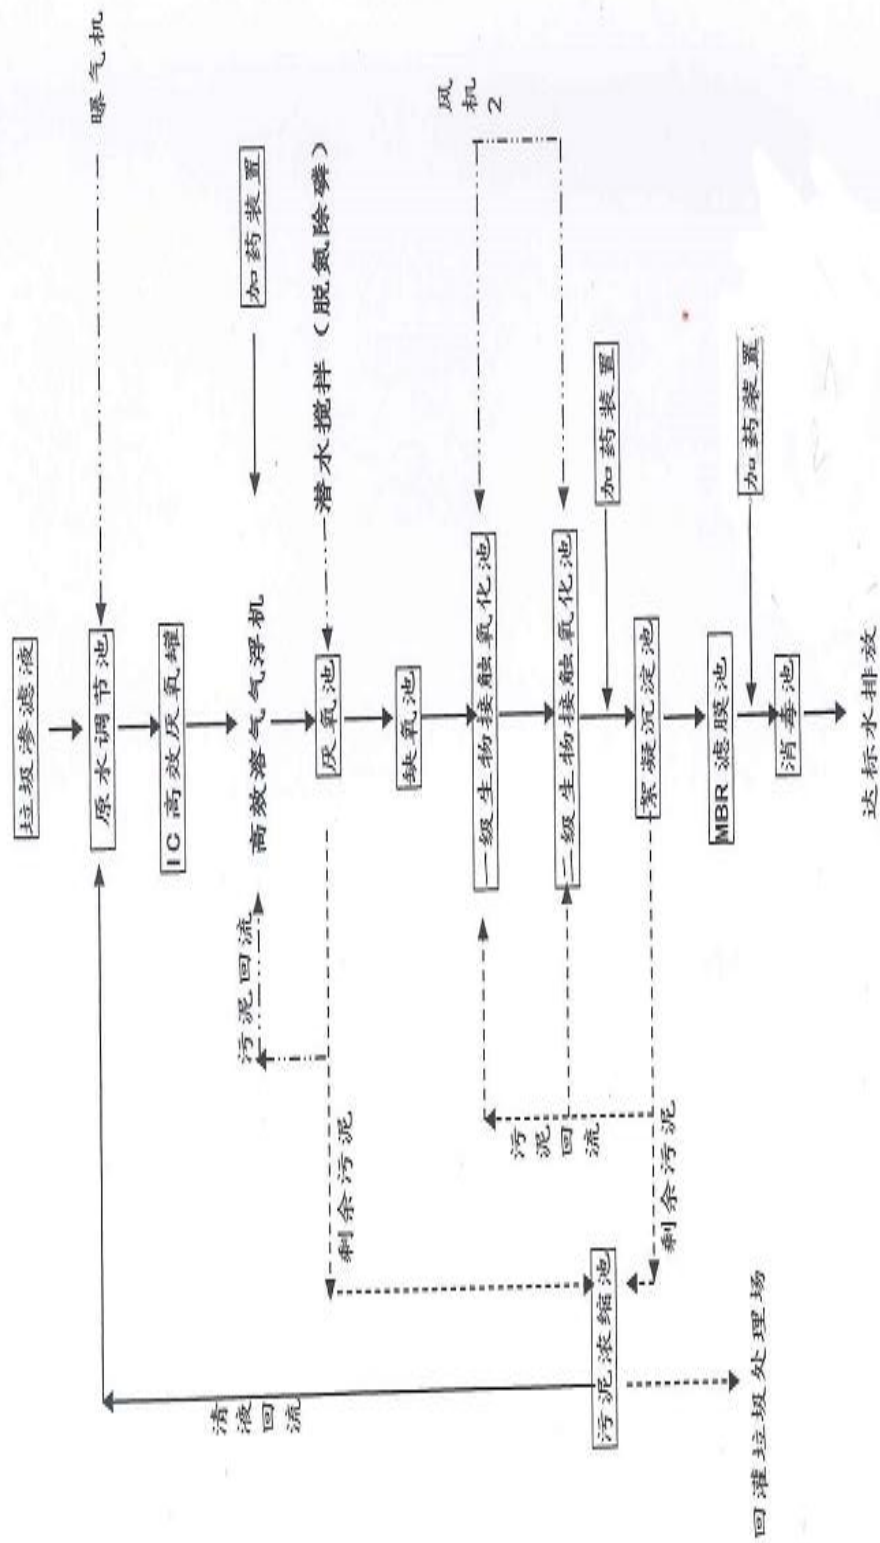 曝气机
加药装置
潜水搅拌（脱氮除磷）
风机2
加药装置
加药装置
垃圾渗滤液
原水调节池
IC高效厌氧罐
高效溶气气浮机
厌氧池
缺氧池
一级生物接触氧化池
二级生物接触氧化池
絮凝沉淀池
MBR滤膜池
消毒池
达标水排放
污泥回流
污泥回流
剩余污泥
剩余污泥
清液回流
污泥浓缩池
回灌垃圾处理场